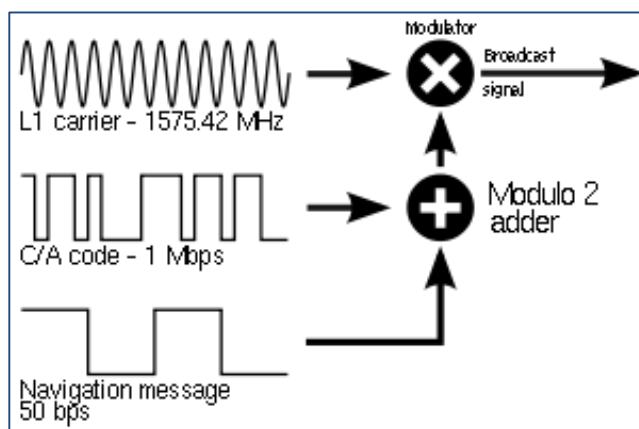 Modulator
Broadcast
signal
L1 carrier - 1575.42 MHz
C/A code - 1 Mbps
Modulo 2
adder
Navigation message
50 bps